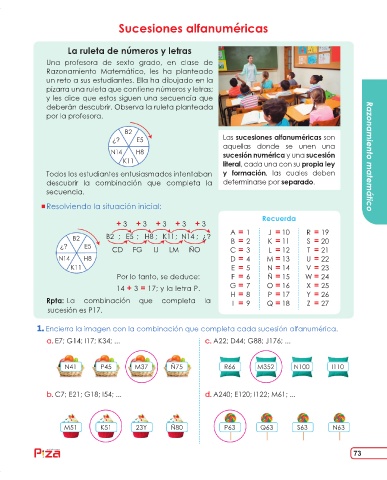 Sucesiones alfanuméricas
La ruleta de números y letras
Una profesora de sexto grado, en clase de
Razonamiento Matemático, les ha planteado
un reto a sus estudiantes. Ella ha dibujado en la
pizarra una ruleta que contiene números y letras;
y les dice que estos siguen una secuencia que
deberán descubrir. Observa la ruleta planteada
por la profesora.
B2
¿? E5
N14 H8
K11
Todos los estudiantes entusiasmados intentaban
descubrir la combinación que completa la
secuencia.
Las sucesiones alfanuméricas son
aquellas donde se unen una
sucesión numérica y una sucesión
literal, cada una con su propia ley
y formación, las cuales deben
determinarse por separado.
Razonamiento matemático
Resolviendo la situación inicial:
B2
¿? E5
N14 H8
K11
+ 3 + 3 + 3 + 3 + 3
B2 ; E5 ; H8 ; K11 ; N14 ; ¿?
CD FG IJ LM ÑO
Por lo tanto, se deduce:
14 + 3 = 17; y la letra P.
Rpta: La combinación que completa la
sucesión es P17.
Recuerda
A = 1 J = 10 R = 19
B = 2 K = 11 S = 20
C = 3 L = 12 T = 21
D = 4 M = 13 U = 22
E = 5 N = 14 V = 23
F = 6 Ñ = 15 W = 24
G = 7 O = 16 X = 25
H = 8 P = 17 Y = 26
I = 9 Q = 18 Z = 27
1. Encierra la imagen con la combinación que completa cada sucesión alfanumérica.
a. E7; G14; I17; K34; ...
N41 P45 M37 Ñ75
c. A22; D44; G88; J176; ...
R66 M352 N100 I110
b. C7; E21; G18; I54; ...
M51 K51 23Y Ñ80
d. A240; E120; I122; M61; ...
P63 Q63 S63 N63
P:zA
73